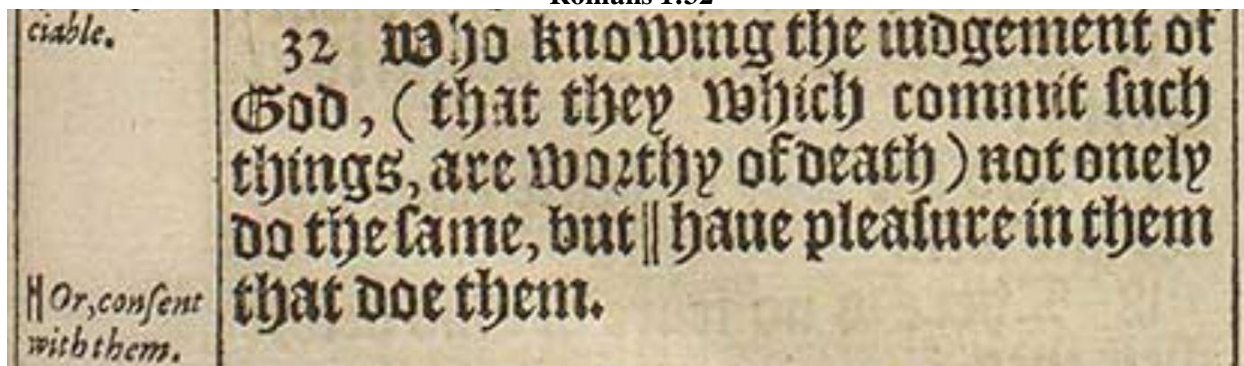 Romans 1:32
ciable.
32 Who knowing the iudgement of
God, (that they which commit ſuch
things, are worthy of death) not onely
do the ſame, but || haue pleaſure in them
that doe them.
|| Or, conſent
with them.